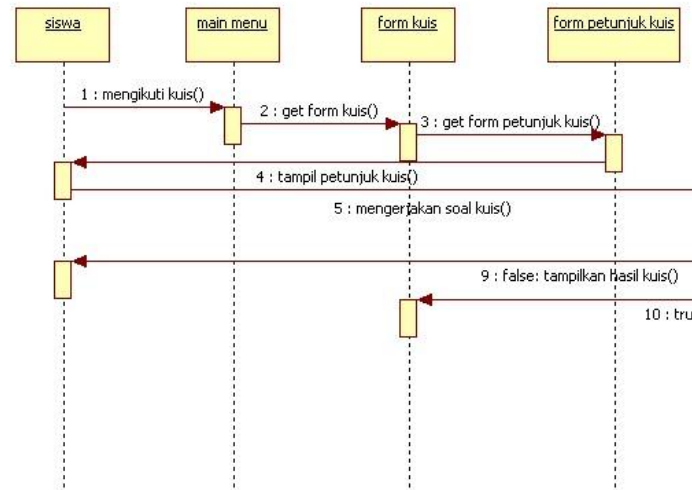 siswa
main menu
form kuis
form petunjuk kuis
1 : mengikuti kuis()
2 : get form kuis()
3 : get form petunjuk kuis()
4 : tampil petunjuk kuis()
5 : mengerjakan soal kuis()
9 : false: tampilkan hasil kuis()
10 : tru